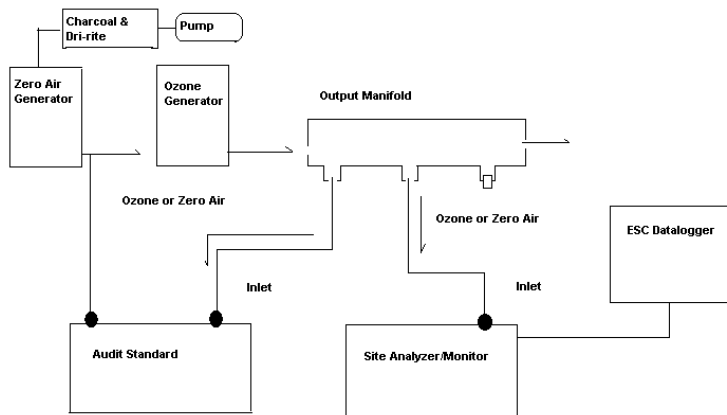 Charcoal &
Dri-rite
Pump
Zero Air
Generator
Ozone
Generator
Output Manifold
Ozone or Zero Air
Ozone or Zero Air
ESC Datalogger
Inlet
Inlet
Audit Standard
Site Analyzer/Monitor